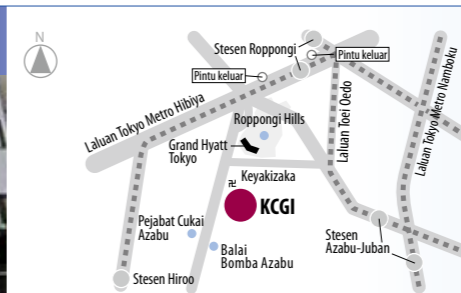 N
Stesen Roppongi
Pintu keluar
Pintu keluar
Laluan Tokyo Metro Hibiya
Roppongi Hills
Laluan Toei Oedo
Laluan Tokyo Metro Namboku
Grand Hyatt
Tokyo
Keyakizaka
卍
KCGI
Pejabat Cukai
Azabu
Balai
Bomba Azabu
Stesen
Azabu-Juban
Stesen Hiroo